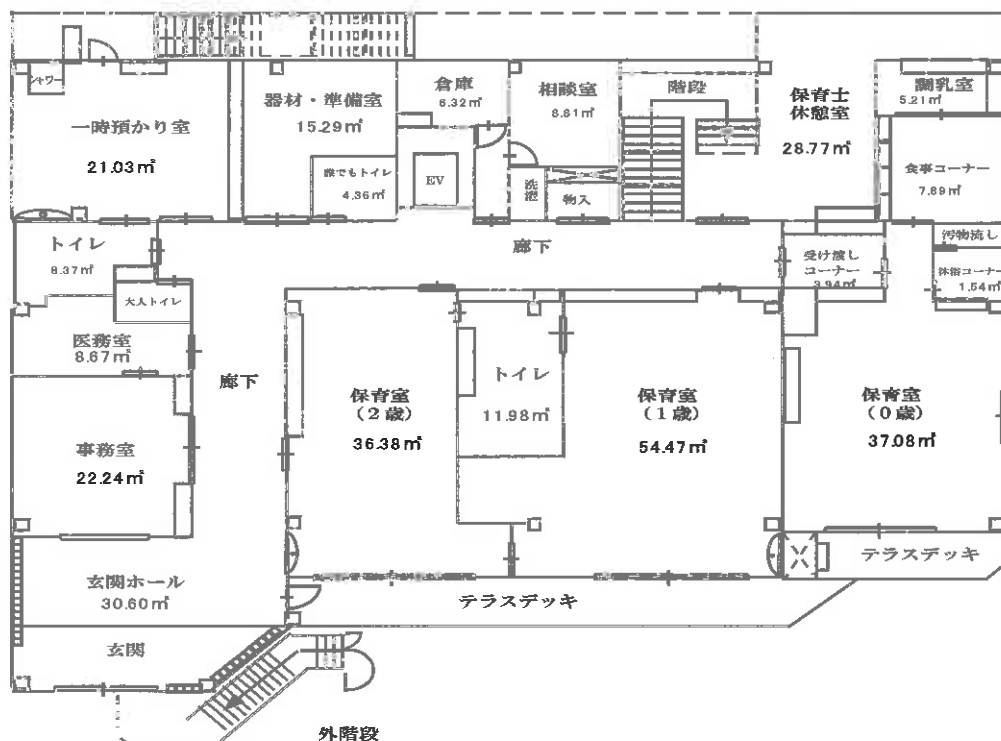 シャワー
一時預かり室
21.03㎡
器材・準備室
15.29㎡
誰でもトイレ
4.36㎡
倉庫
6.32㎡
EV
相談室
8.81㎡
洗濯
物入
階段
保育士
休憩室
28.77㎡
調乳室
5.21㎡
食事コーナー
7.89㎡
汚物流し
沐浴コーナー
1.54㎡
トイレ
8.37㎡
大人トイレ
医務室
8.67㎡
廊下
受け渡し
コーナー
3.94㎡
廊下
事務室
22.24㎡
保育室
(2歳)
36.38㎡
トイレ
11.98㎡
保育室
(1歳)
54.47㎡
保育室
(0歳)
37.08㎡
テラスデッキ
玄関ホール
30.60㎡
テラスデッキ
玄関
外階段